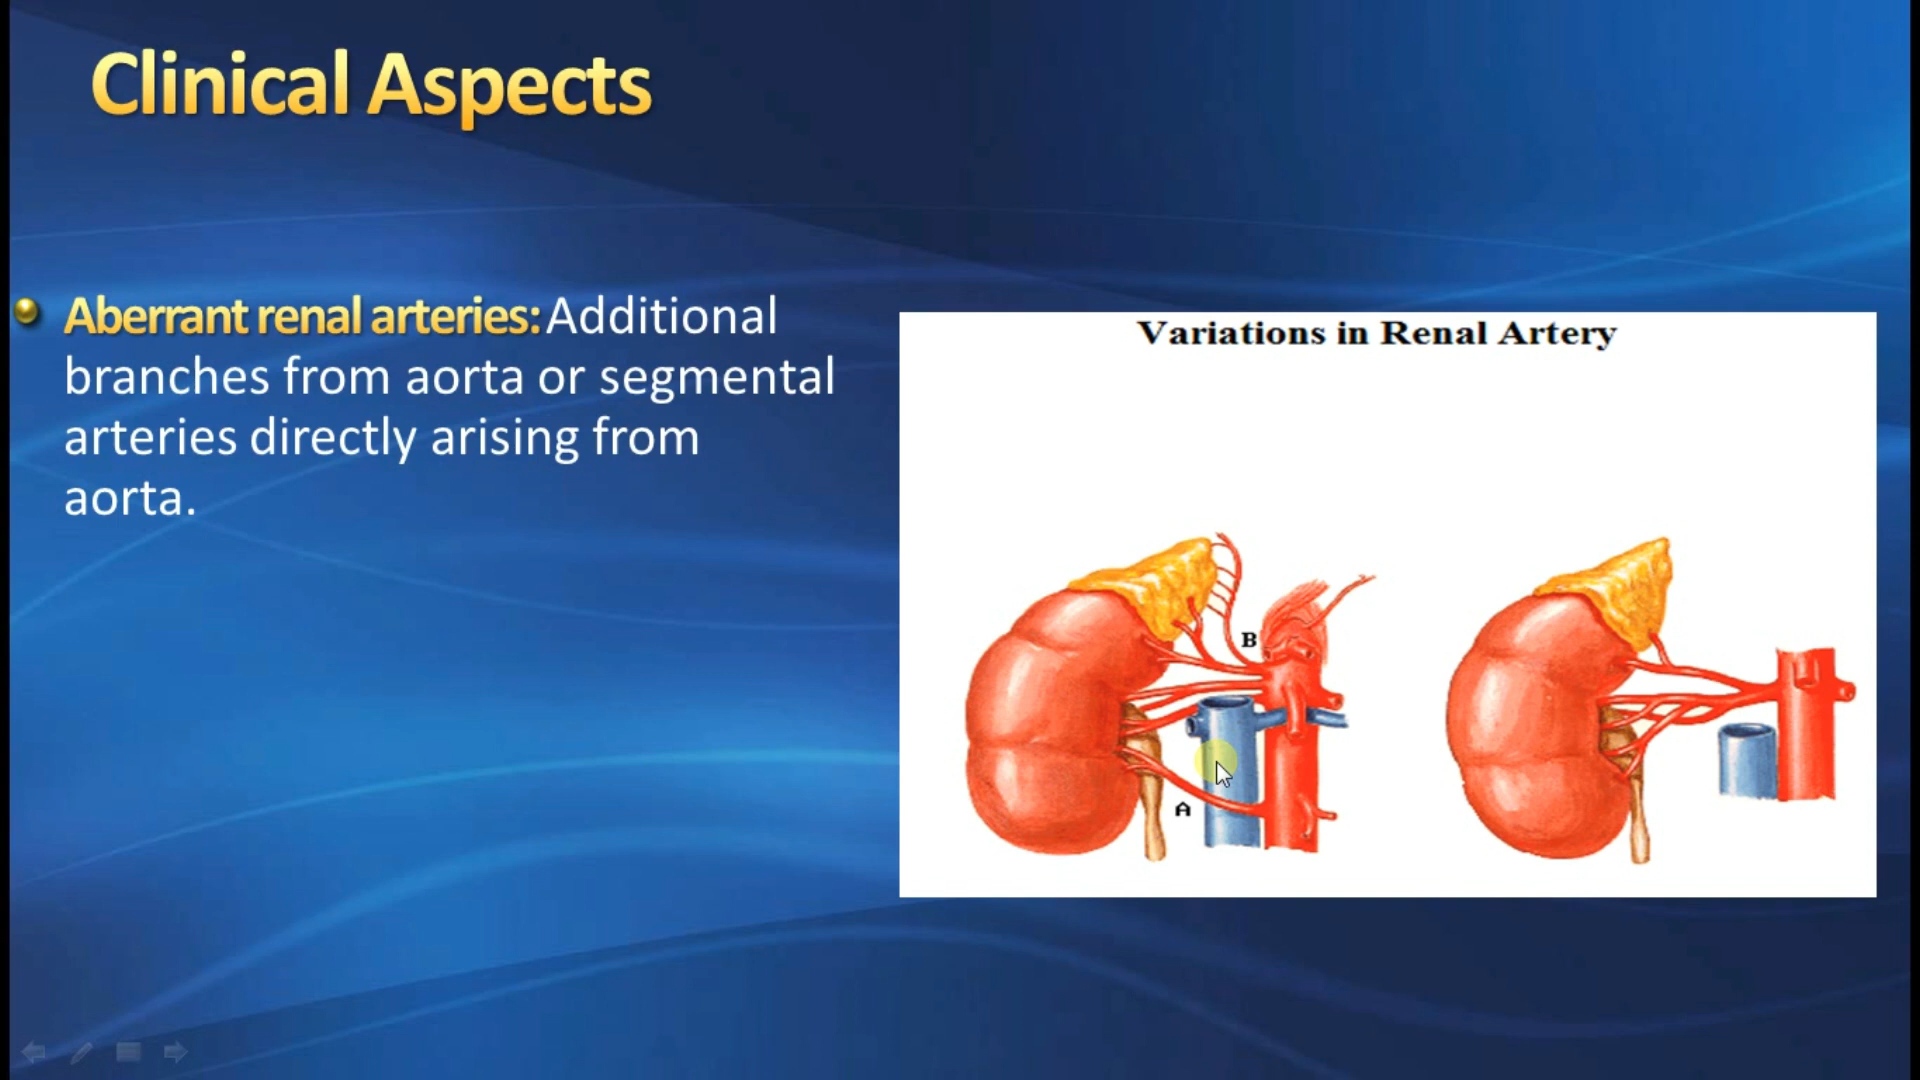 Clinical Aspects
Aberrant renal arteries: Additional
branches from aorta or segmental
arteries directly arising from
aorta.
Variations in Renal Artery
B
A